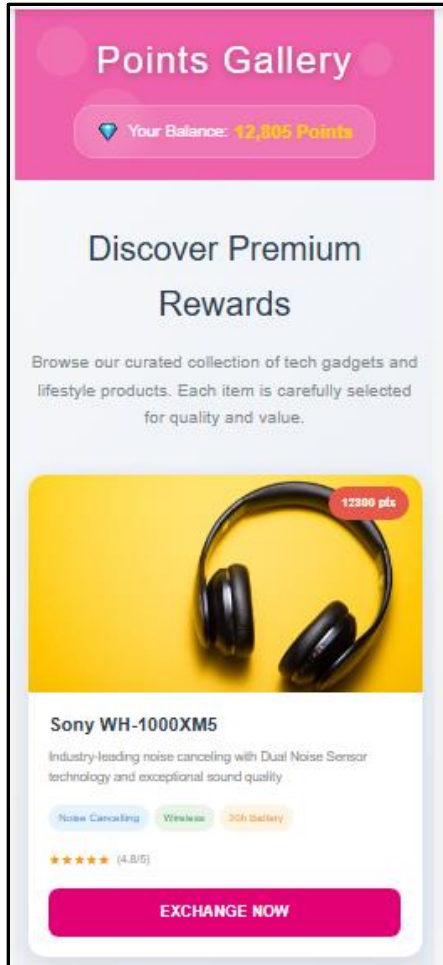 Points Gallery
Your Balance: 12,805 Points
Discover Premium
Rewards
Browse our curated collection of tech gadgets and
lifestyle products. Each item is carefully selected
for quality and value.
12300 pts
Sony WH-1000XM5
Industry-leading noise canceling with Dual Noise Sensor
technology and exceptional sound quality
Noise Cancelling Wireless 30h Battery
★★★★★ (4.8/5)
EXCHANGE NOW